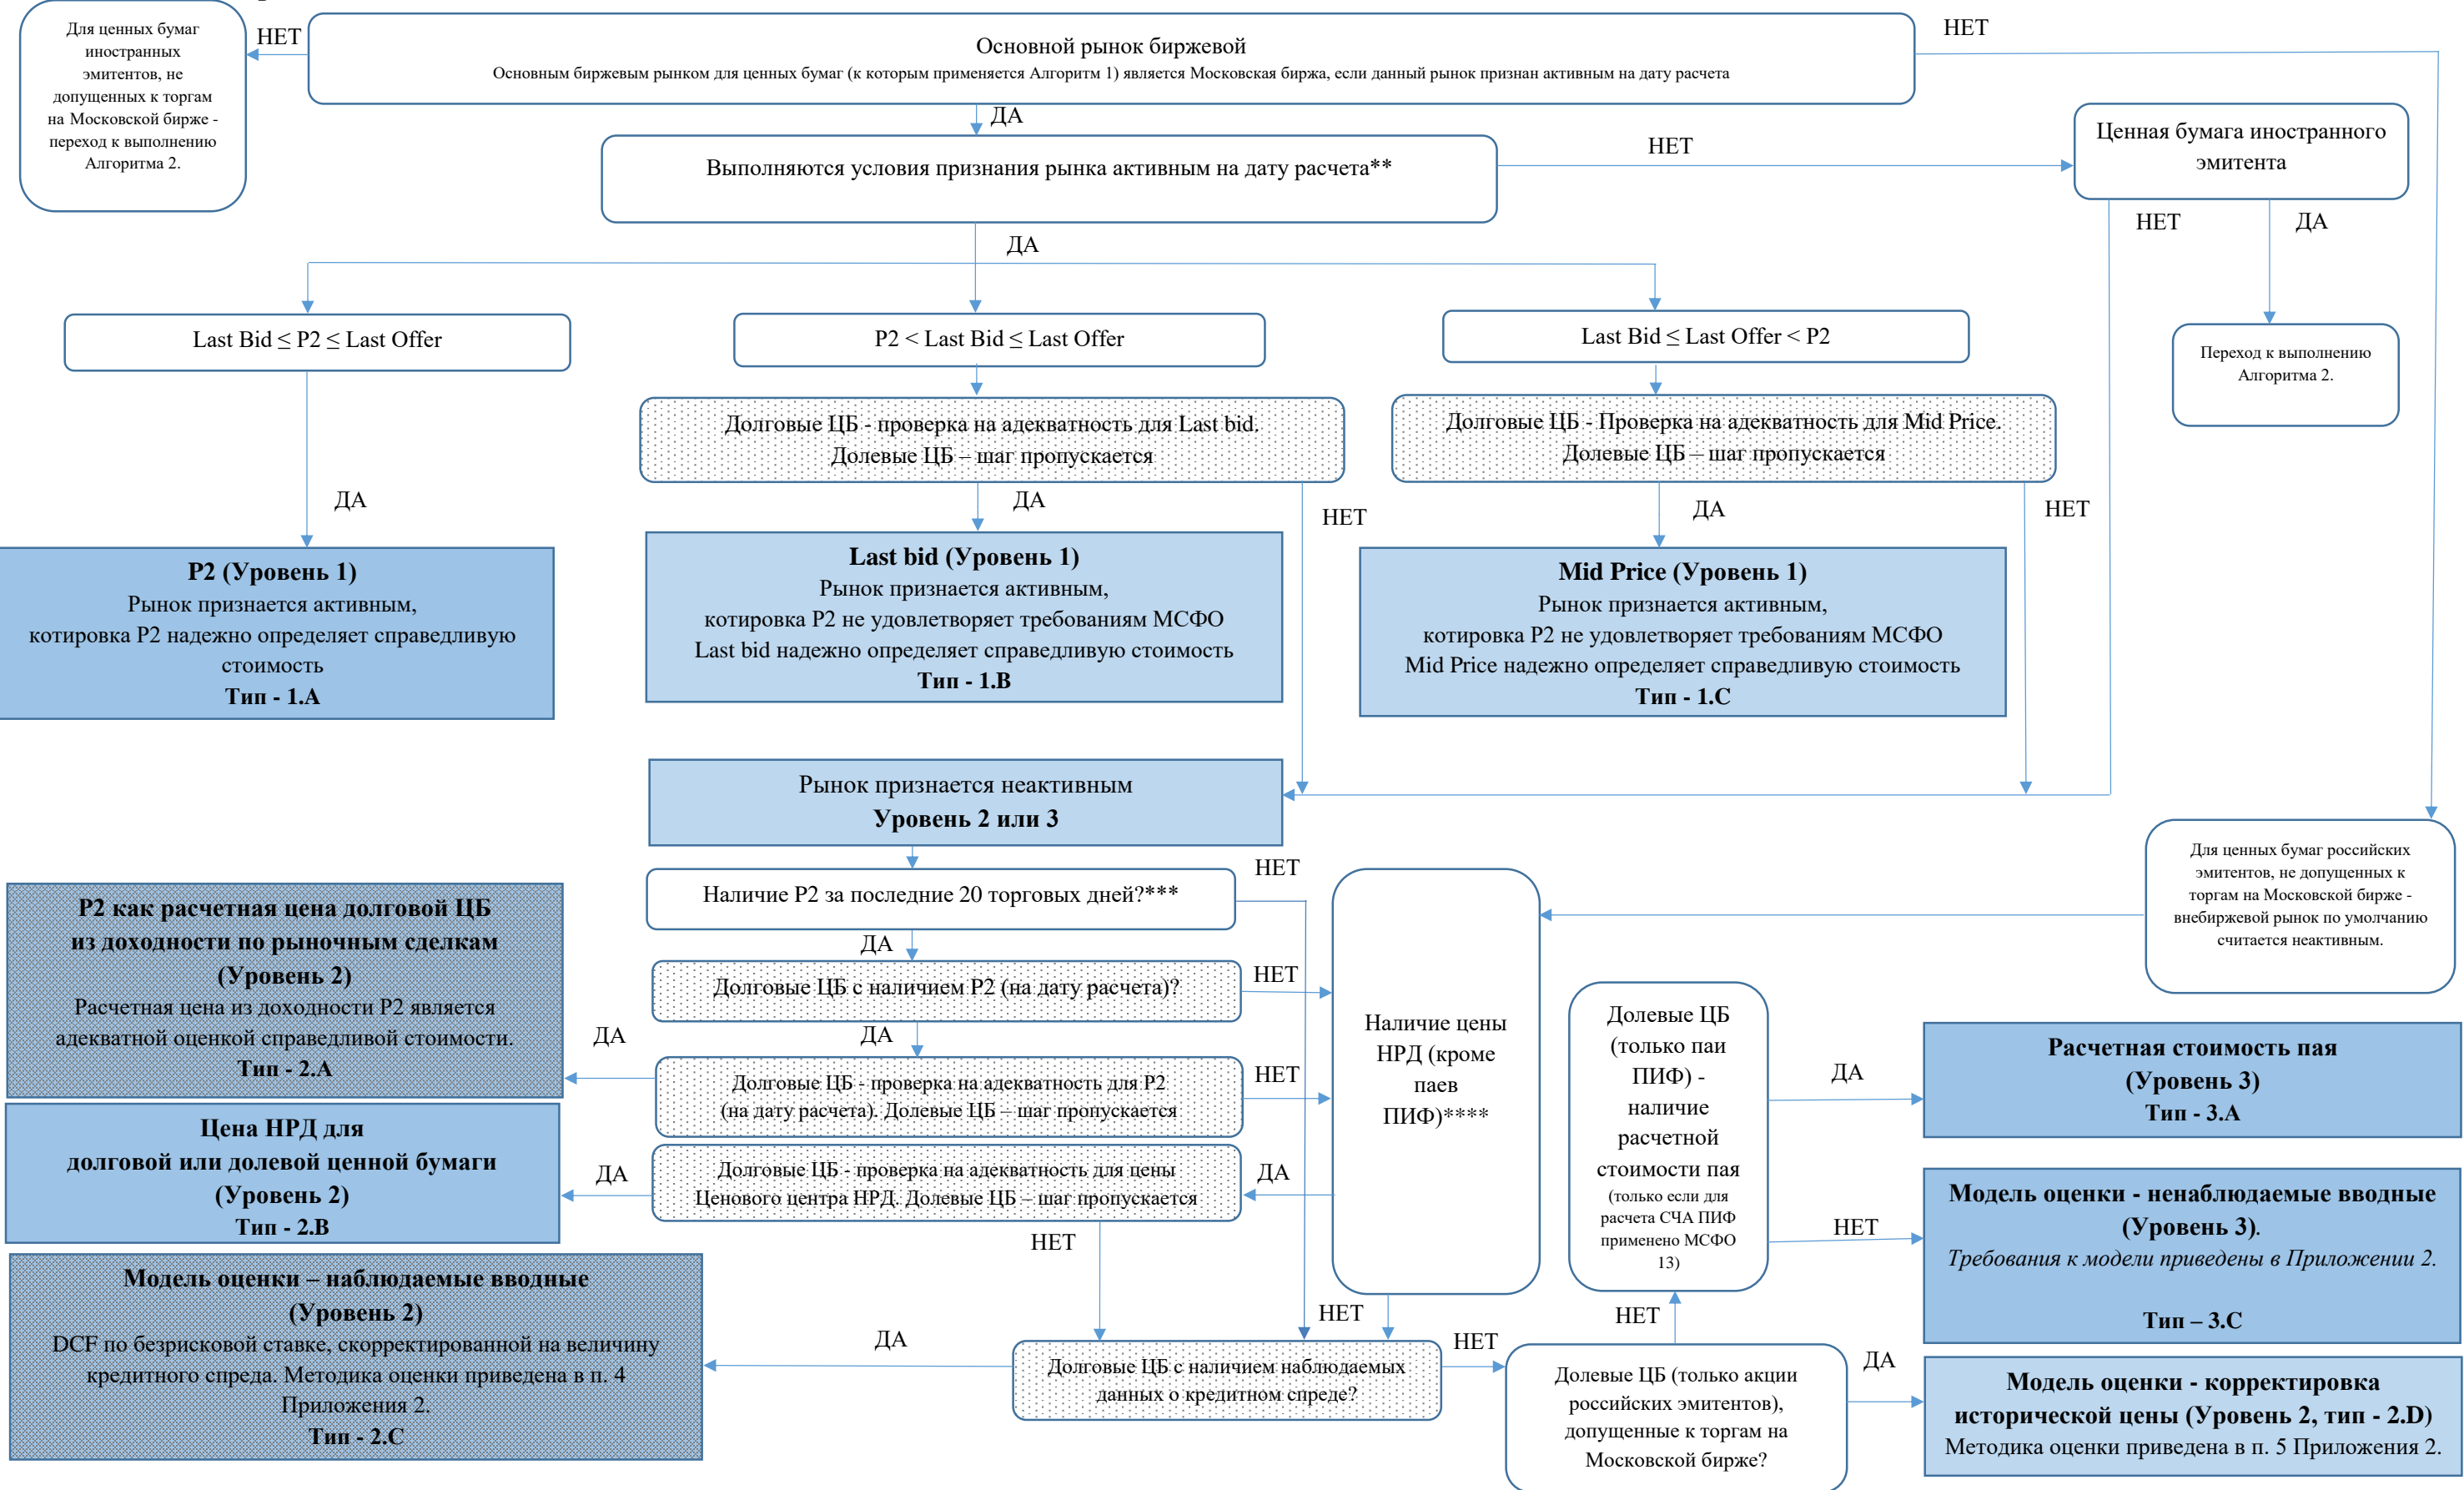 Для ценных бумаг
иностранных
эмитентов, не
допущенных к торгам
на Московской бирже -
переход к выполнению
Алгоритма 2.
НЕТ
Основной рынок биржевой
Основным биржевым рынком для ценных бумаг (к которым применяется Алгоритм 1) является Московская биржа, если данный рынок признан активным на дату расчета
НЕТ
ДА
Выполняются условия признания рынка активным на дату расчета**
НЕТ
Ценная бумага иностранного
эмитента
НЕТ
ДА
Переход к выполнению
Алгоритма 2.
ДА
Last Bid ≤ P2 ≤ Last Offer
P2 < Last Bid ≤ Last Offer
Last Bid ≤ Last Offer < P2
Долговые ЦБ - проверка на адекватность для Last bid.
Долевые ЦБ – шаг пропускается
Долговые ЦБ - Проверка на адекватность для Mid Price.
Долевые ЦБ – шаг пропускается
ДА
ДА
НЕТ
ДА
НЕТ
P2 (Уровень 1)
Рынок признается активным,
котировка P2 надежно определяет справедливую
стоимость
Тип - 1.A
Last bid (Уровень 1)
Рынок признается активным,
котировка P2 не удовлетворяет требованиям МСФО
Last bid надежно определяет справедливую стоимость
Тип - 1.B
Mid Price (Уровень 1)
Рынок признается активным,
котировка P2 не удовлетворяет требованиям МСФО
Mid Price надежно определяет справедливую стоимость
Тип - 1.C
Рынок признается неактивным
Уровень 2 или 3
Наличие P2 за последние 20 торговых дней?***
НЕТ
ДА
Долговые ЦБ с наличием P2 (на дату расчета)?
НЕТ
ДА
Долговые ЦБ - проверка на адекватность для P2
(на дату расчета). Долевые ЦБ – шаг пропускается
НЕТ
ДА
P2 как расчетная цена долговой ЦБ
из доходности по рыночным сделкам
(Уровень 2)
Расчетная цена из доходности P2 является
адекватной оценкой справедливой стоимости.
Тип - 2.A
Цена НРД для
долговой или долевой ценной бумаги
(Уровень 2)
Тип - 2.B
ДА
Долговые ЦБ - проверка на адекватность для цены
Ценового центра НРД. Долевые ЦБ – шаг пропускается
ДА
НЕТ
Наличие цены
НРД (кроме
паев
ПИФ)****
НЕТ
Для ценных бумаг российских
эмитентов, не допущенных к
торгам на Московской бирже -
внебиржевой рынок по умолчанию
считается неактивным.
Модель оценки – наблюдаемые вводные
(Уровень 2)
DCF по безрисковой ставке, скорректированной на величину
кредитного спреда. Методика оценки приведена в п. 4
Приложения 2.
Тип - 2.C
ДА
Долговые ЦБ с наличием наблюдаемых
данных о кредитном спреде?
НЕТ
Долевые ЦБ (только акции
российских эмитентов),
допущенные к торгам на
Московской бирже?
НЕТ
ДА
Долевые ЦБ
(только паи
ПИФ) -
наличие
расчетной
стоимости пая
(только если для
расчета СЧА ПИФ
применено МСФО
13)
ДА
НЕТ
Расчетная стоимость пая
(Уровень 3)
Тип - 3.A
Модель оценки - ненаблюдаемые вводные
(Уровень 3).
Требования к модели приведены в Приложении 2.
Тип – 3.C
Модель оценки - корректировка
исторической цены (Уровень 2, тип - 2.D)
Методика оценки приведена в п. 5 Приложения 2.